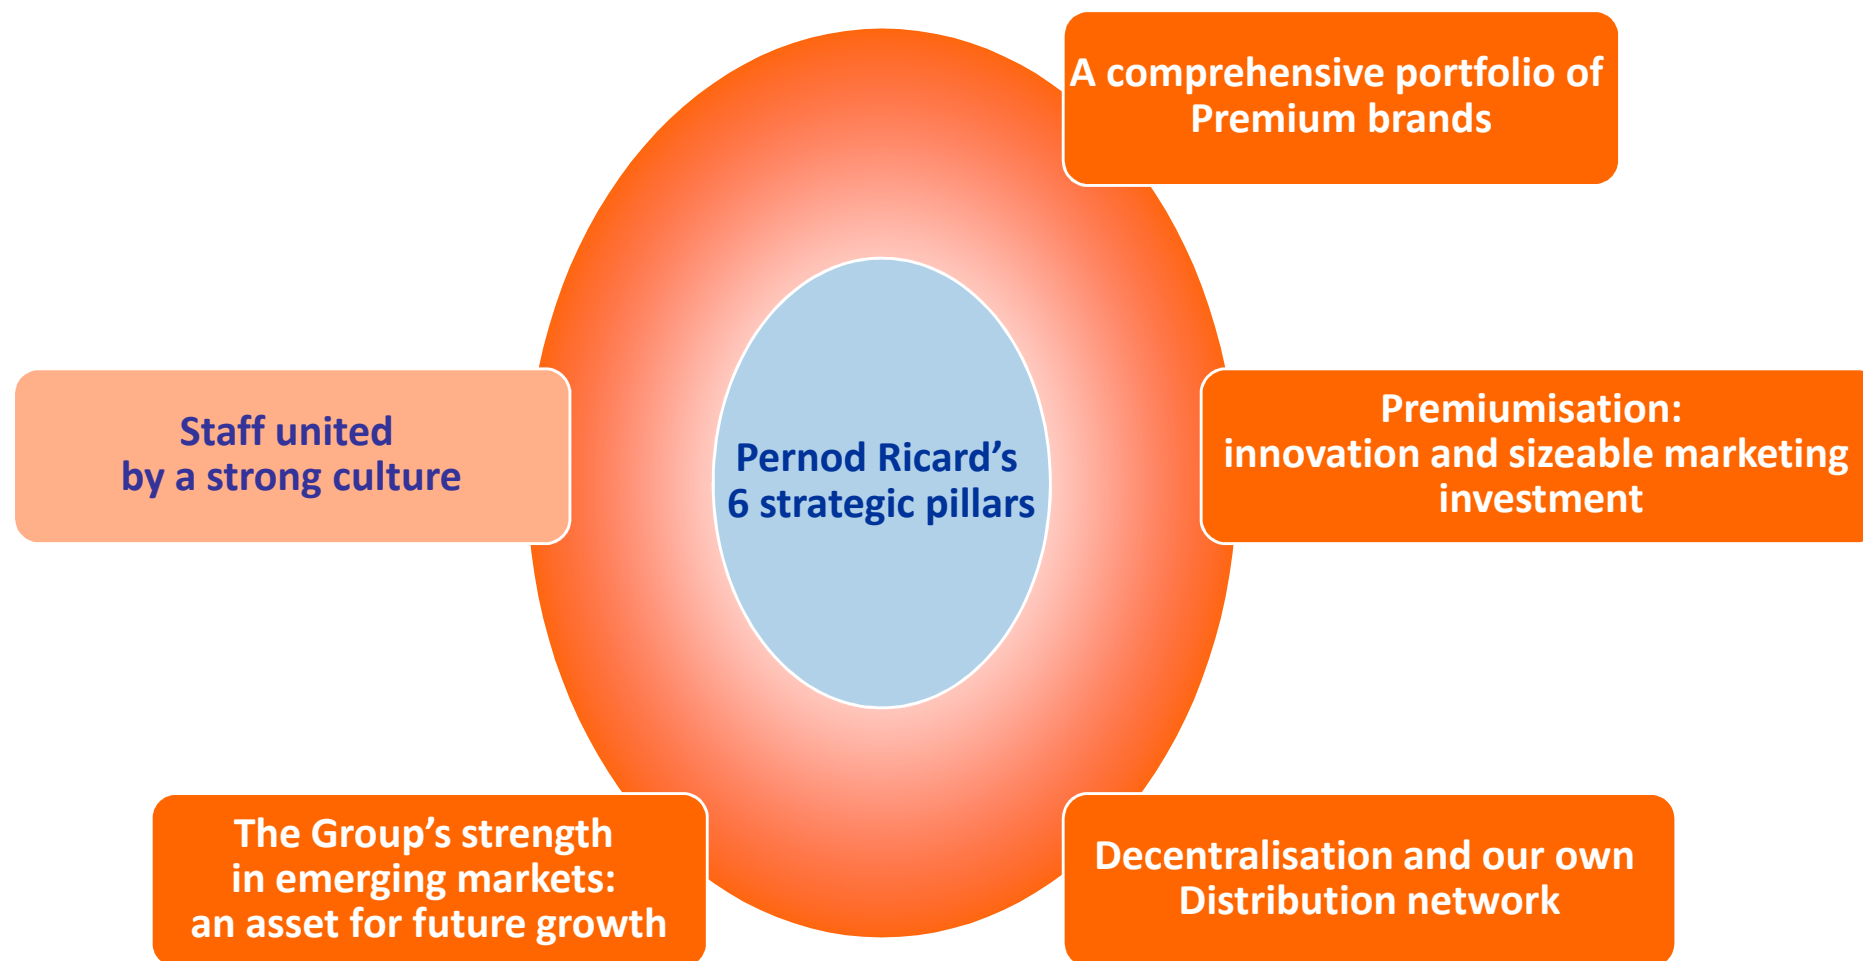 A comprehensive portfolio of
Premium brands
Staff united
by a strong culture
Pernod Ricard’s
6 strategic pillars
Premiumisation:
innovation and sizeable marketing
investment
The Group’s strength
in emerging markets:
an asset for future growth
Decentralisation and our own
Distribution network